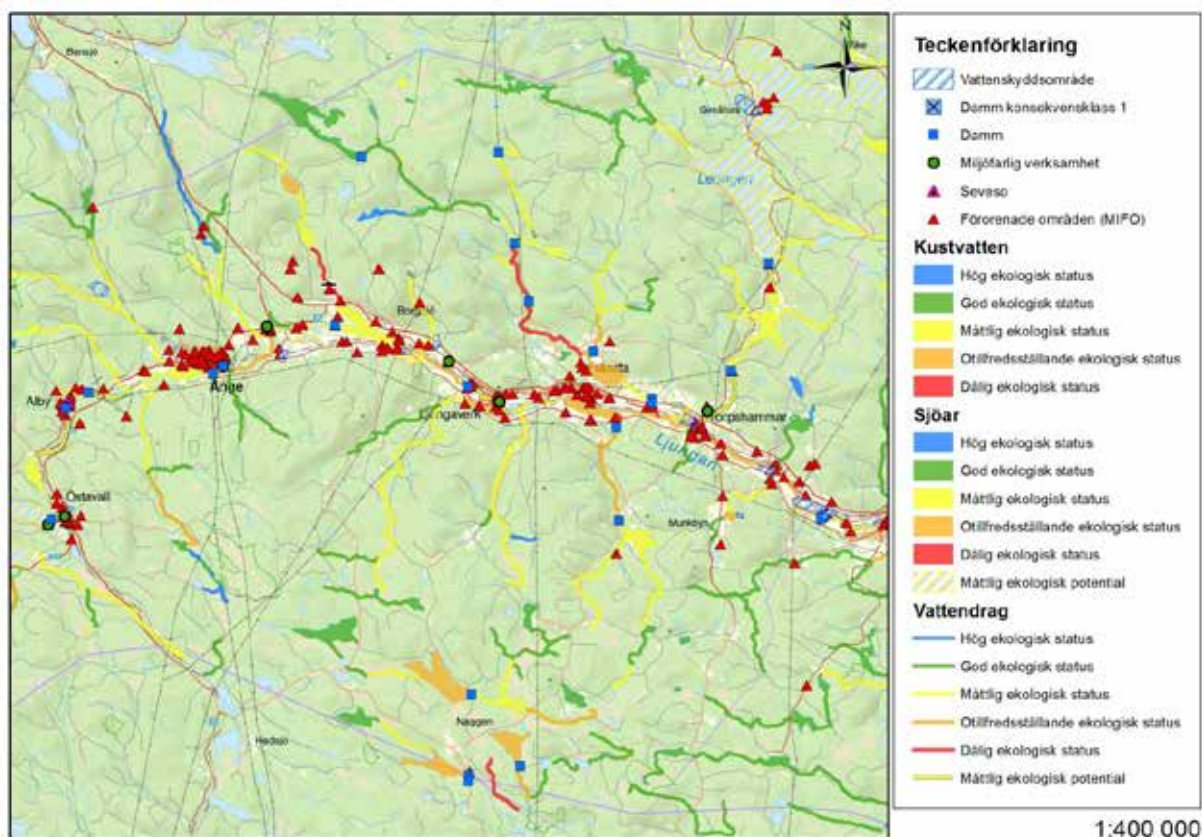 Bensjö
N
Leringen
Alby
Ånge
Ljungaverk
Torpshammar
Ljungan
Östavall
Munkbyn
Naggen
Hedsjö
Teckenförklaring
Vattenskyddsområde
Damm konsekvensklass 1
Damm
Miljöfarlig verksamhet
Seveso
Förorenade områden (MIFO)
Kustvatten
Hög ekologisk status
God ekologisk status
Måttlig ekologisk status
Otillfredsställande ekologisk status
Dålig ekologisk status
Sjöar
Hög ekologisk status
God ekologisk status
Måttlig ekologisk status
Otillfredsställande ekologisk status
Dålig ekologisk status
Måttlig ekologisk potential
Vattendrag
Hög ekologisk status
God ekologisk status
Måttlig ekologisk status
Otillfredsställande ekologisk status
Dålig ekologisk status
Måttlig ekologisk potential
1:400 000